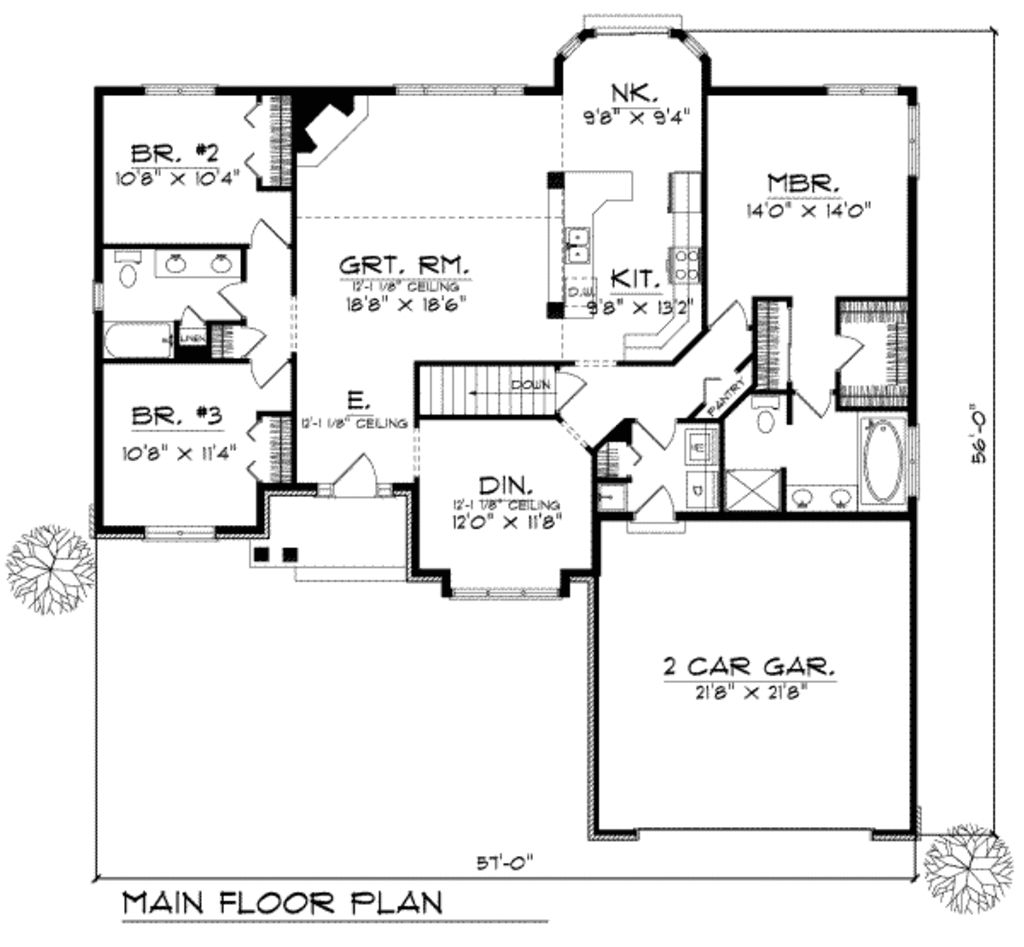 NK.
9'8" X 9'4"
BR. #2
10'8" X 10'4"
MBR.
14'0" X 14'0"
GRT. RM.
12'-1 1/8" CEILING
18'8" X 18'6"
KIT.
9'8" X 13'2"
D.W.
LINEN
DOWN
PANTRY
E.
12'-1 1/8" CEILING
BR. #3
10'8" X 11'4"
56'-0"
DIN.
12'-1 1/8" CEILING
12'0" X 11'8"
W
D
2 CAR GAR.
21'8" X 21'8"
57'-0"
MAIN FLOOR PLAN